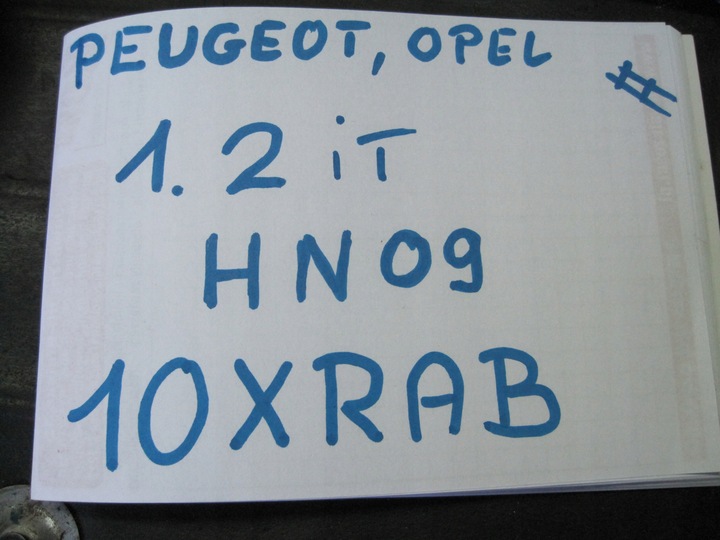 PEUGEOT, OPEL
#
1.2 iT
HN09
10XRAB